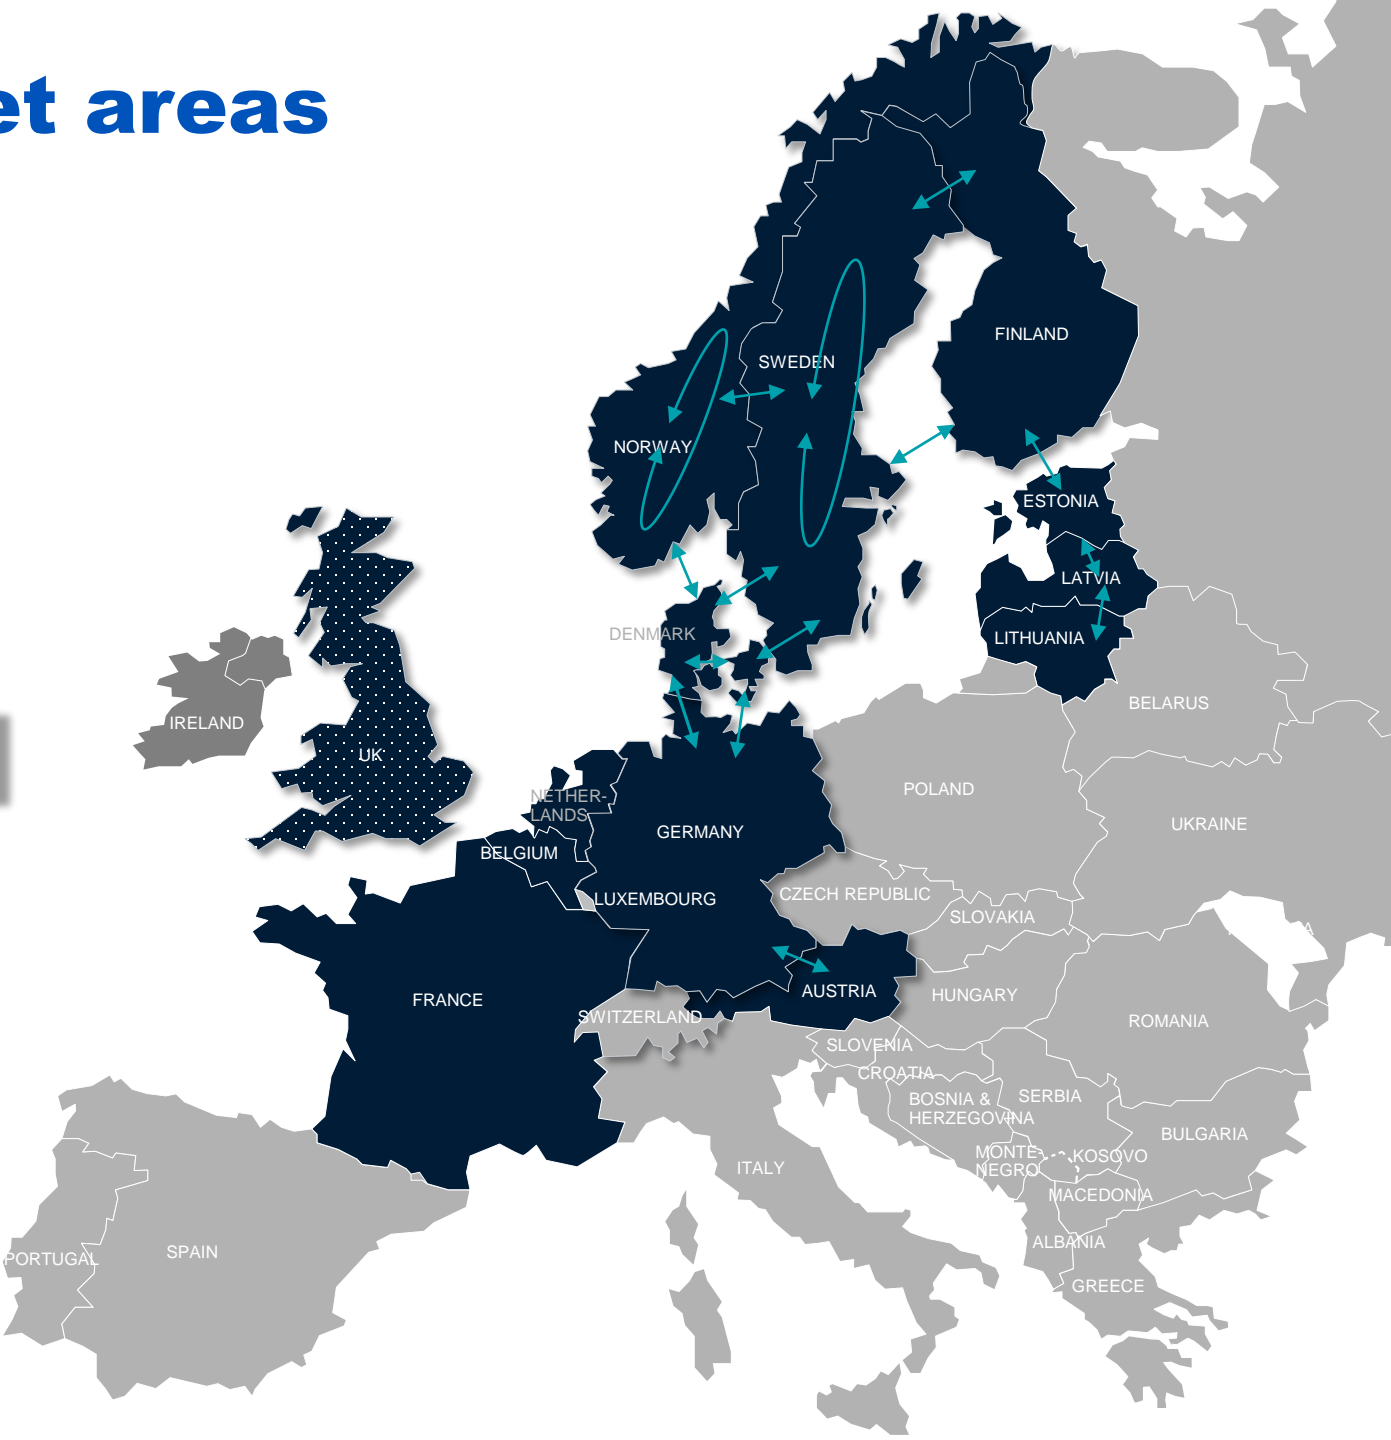 et areas
FINLAND
SWEDEN
NORWAY
ESTONIA
LATVIA
DENMARK
LITHUANIA
IRELAND
BELARUS
UK
POLAND
NETHER-
LANDS
UKRAINE
GERMANY
BELGIUM
CZECH REPUBLIC
LUXEMBOURG
SLOVAKIA
AUSTRIA
HUNGARY
FRANCE
SWITZERLAND
ROMANIA
SLOVENIA
CROATIA
SERBIA
BOSNIA &
HERZEGOVINA
BULGARIA
MONTE-
NEGRO
KOSOVO
ITALY
MACEDONIA
ALBANIA
SPAIN
PORTUGAL
GREECE